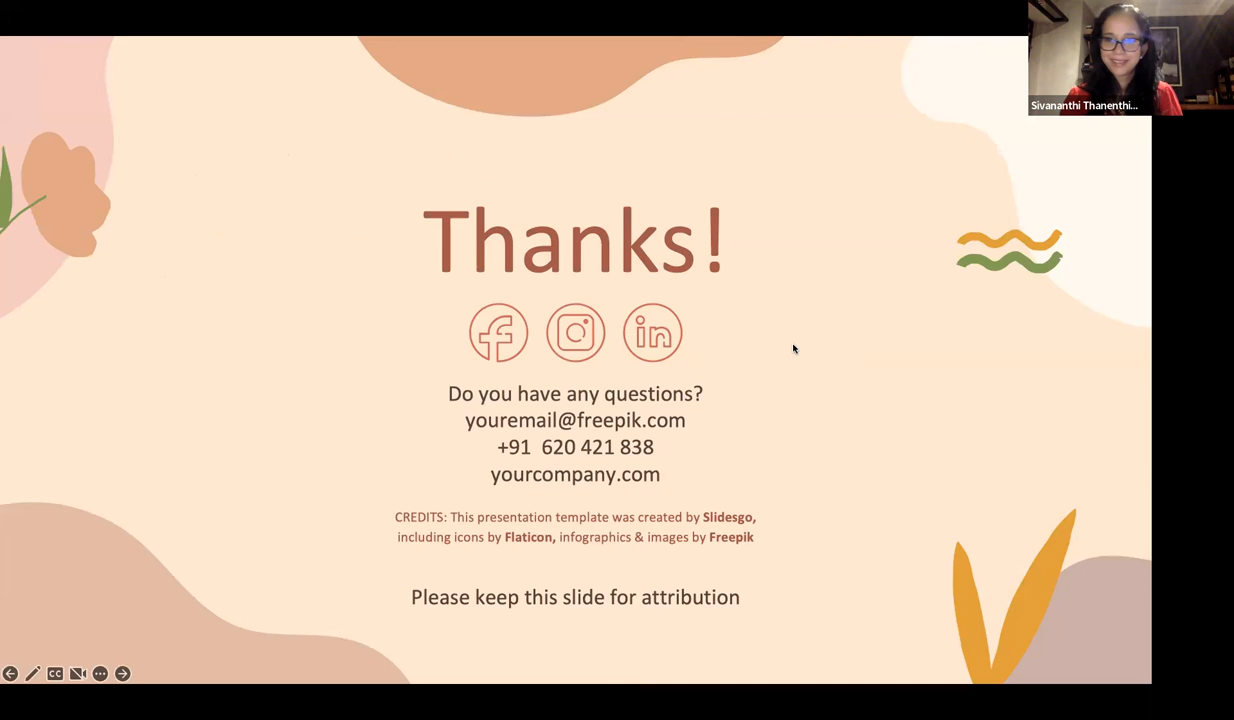 Sivananthi Thanenthi...
Thanks!
Do you have any questions?
youremail@freepik.com
+91  620 421 838
yourcompany.com
CREDITS: This presentation template was created by Slidesgo,
including icons by Flaticon, infographics & images by Freepik
Please keep this slide for attribution
CC